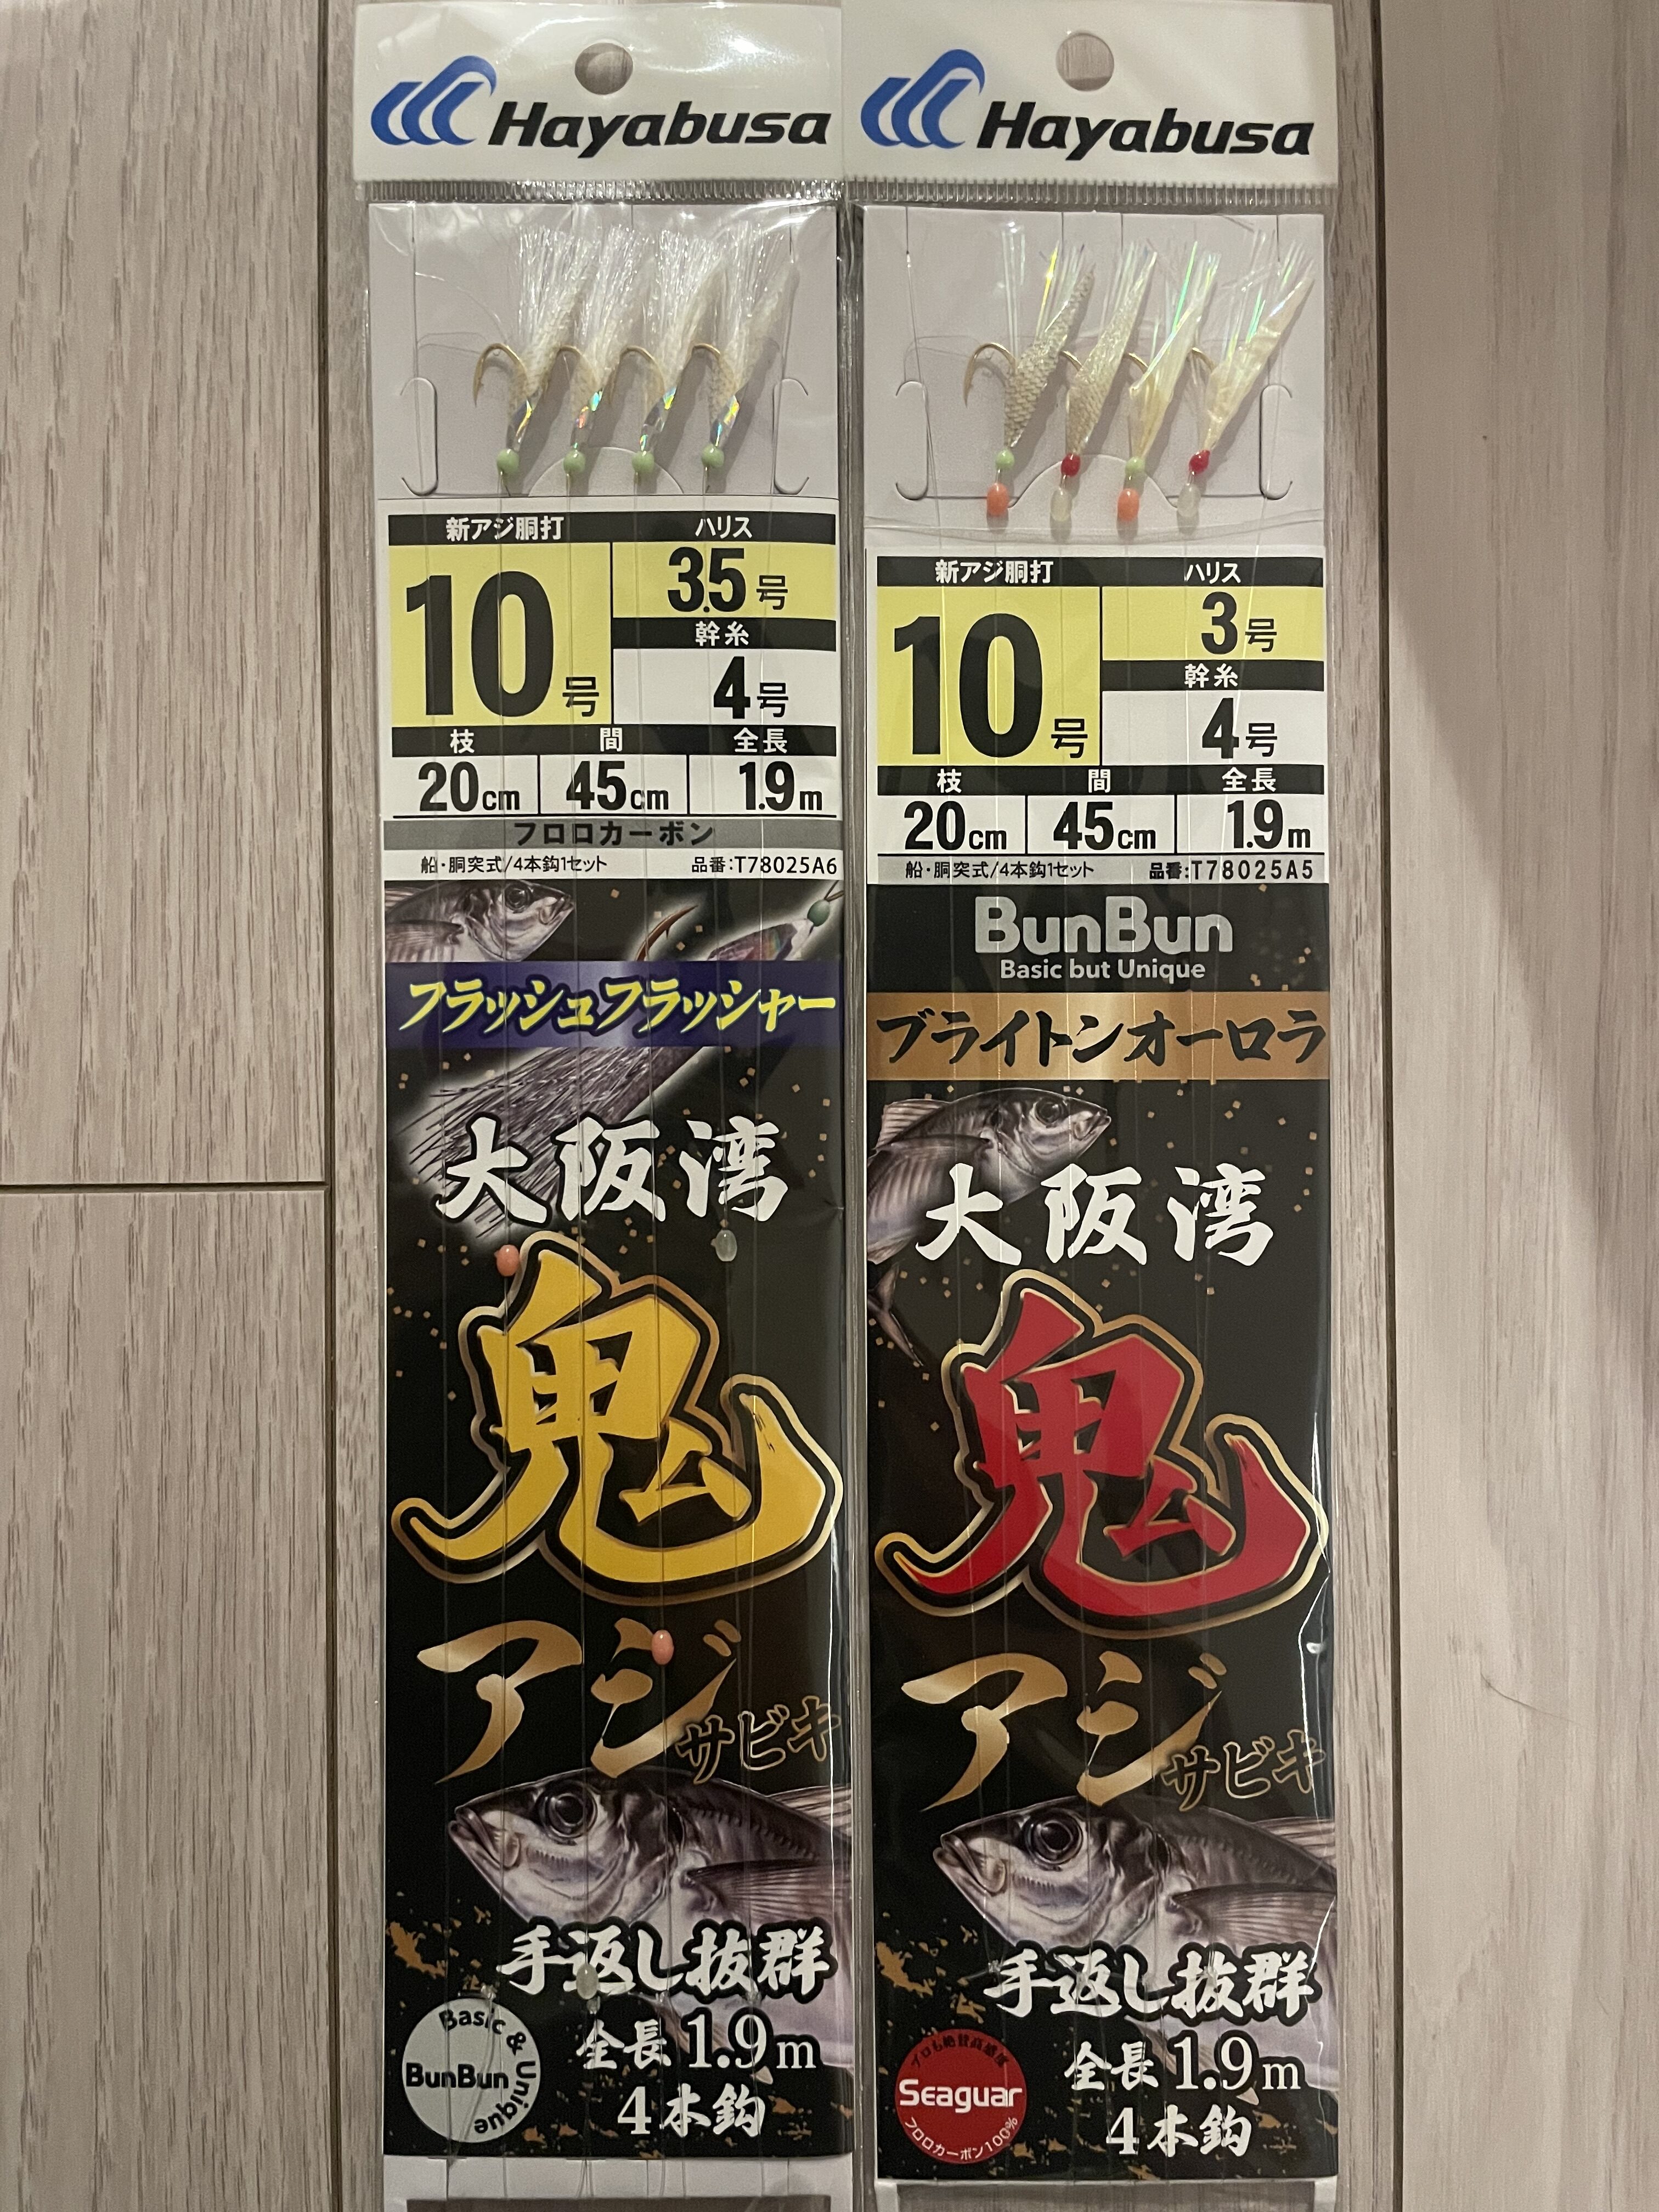 Hayabusa
新アジ胴打
ハリス
10号
3.5号
幹糸
4号
枝 間 全長
20cm 45cm 1.9m
フロロカーボン
船・胴突式/4本鈎1セット 品番:T78025A6
フラッシュフラッシャー
大阪湾
鬼
アジ
サビキ
手返し抜群
全長1.9m
4本鈎
Basic & Unique
BunBun
Hayabusa
新アジ胴打
ハリス
10号
3号
幹糸
4号
枝 間 全長
20cm 45cm 1.9m
船・胴突式/4本鈎1セット 品番:T78025A5
BunBun
Basic but Unique
ブライトンオーロラ
大阪湾
鬼
アジ
サビキ
手返し抜群
全長1.9m
4本鈎
プロも絶賛高感度
Seaguar
フロロカーボン100%